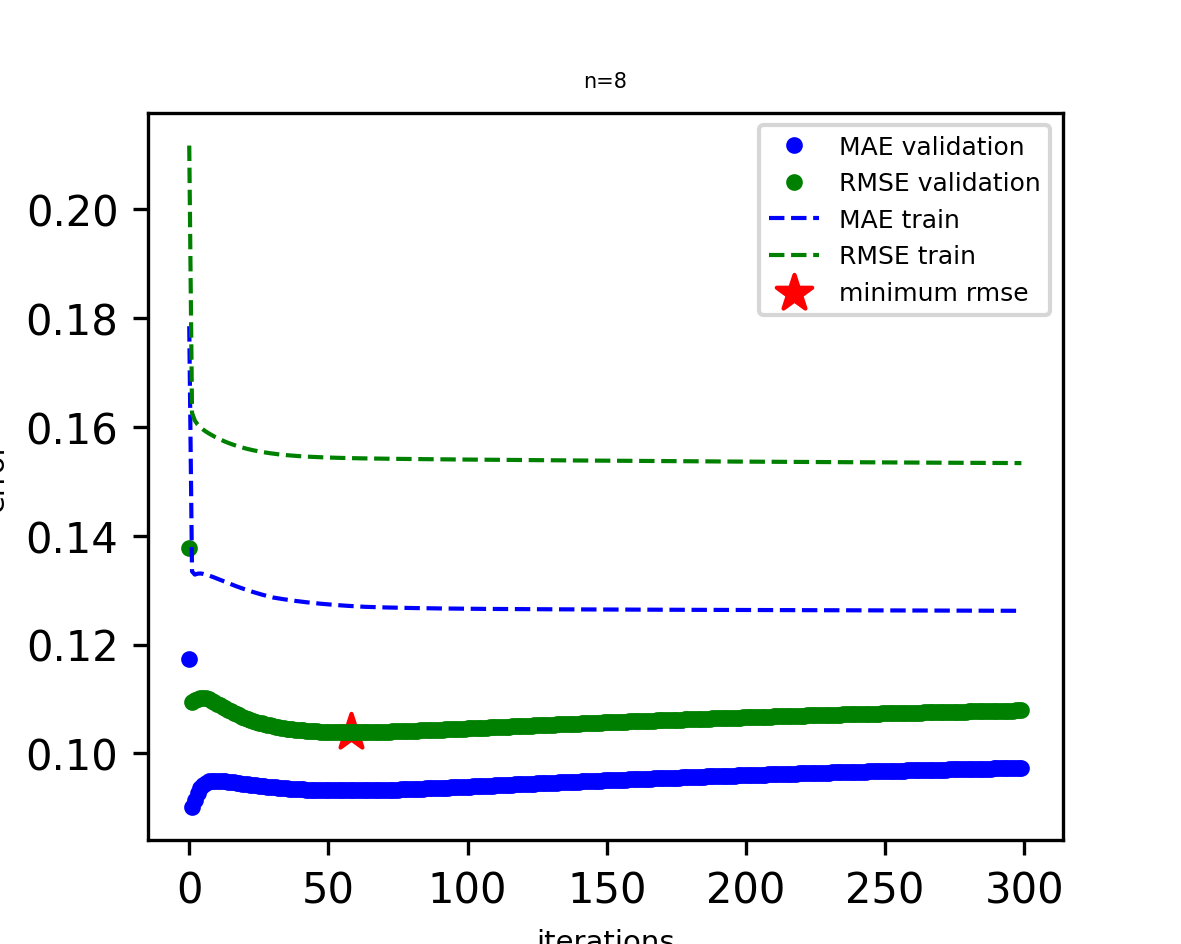 n=8
MAE validation
RMSE validation
MAE train
RMSE train
minimum rmse
0.20
0.18
0.16
0.14
0.12
0.10
0 50 100 150 200 250 300
iterations